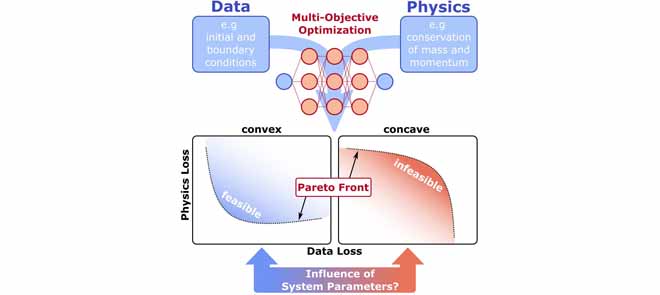 Data
e.g
initial and
boundary
conditions
Multi-Objective
Optimization
Physics
e.g
conservation
of mass and
momentum
convex
concave
Physics Loss
feasible
Pareto Front
infeasible
Data Loss
Influence of
System Parameters?